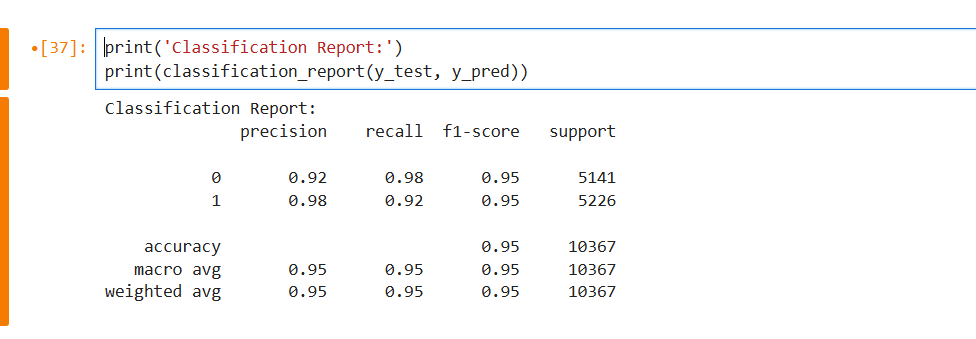 •[37]: print('Classification Report:')
print(classification_report(y_test, y_pred))
Classification Report:
precision recall f1-score support
0 0.92 0.98 0.95 5141
1 0.98 0.92 0.95 5226
accuracy 0.95 10367
macro avg 0.95 0.95 0.95 10367
weighted avg 0.95 0.95 0.95 10367